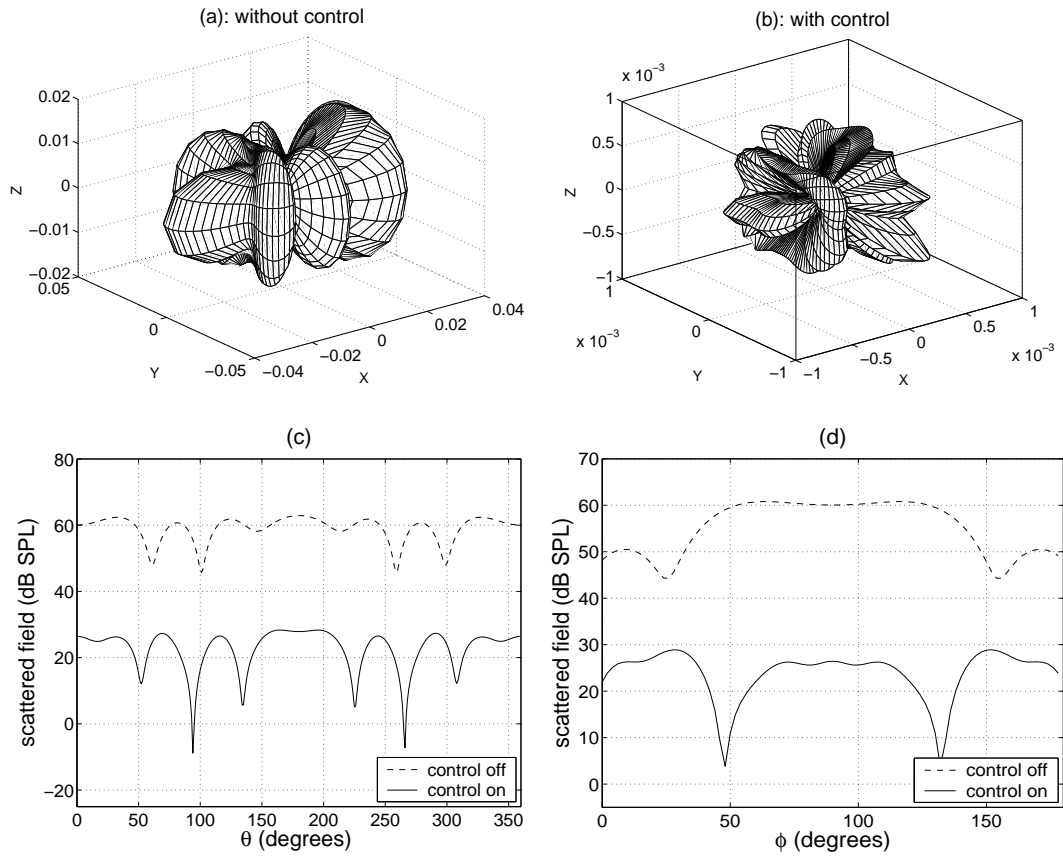 (a): without control
0.02
0.01
0
−0.01
−0.02
Z
0.05
0
−0.05
Y
−0.04
−0.02
0
0.02
0.04
X
(b): with control
x 10⁻³
1
0.5
0
−0.5
−1
Z
1
0
−1
x 10⁻³
Y
−1
−0.5
0
0.5
1
x 10⁻³
X
(c)
80
60
40
20
0
−20
scattered field (dB SPL)
0
50
100
150
200
250
300
350
θ (degrees)
control off
control on
(d)
70
60
50
40
30
20
10
0
scattered field (dB SPL)
0
50
100
150
ϕ (degrees)
control off
control on